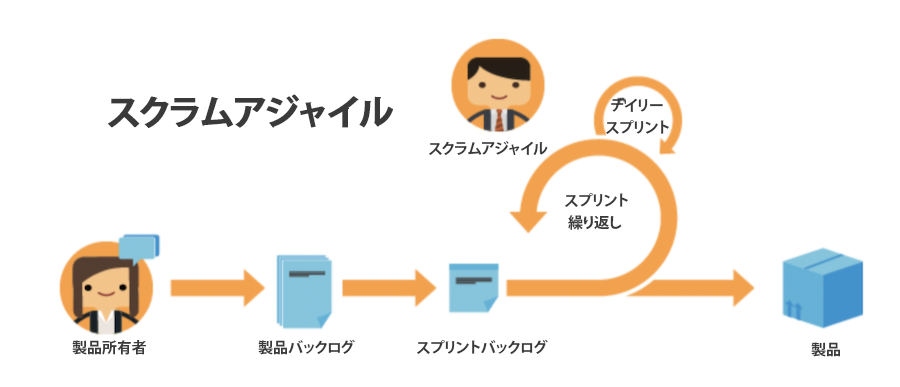 スクラムアジャイル
スクラムアジャイル
デイリー
スプリント
スプリント
繰り返し
製品所有者
製品バックログ
スプリントバックログ
製品